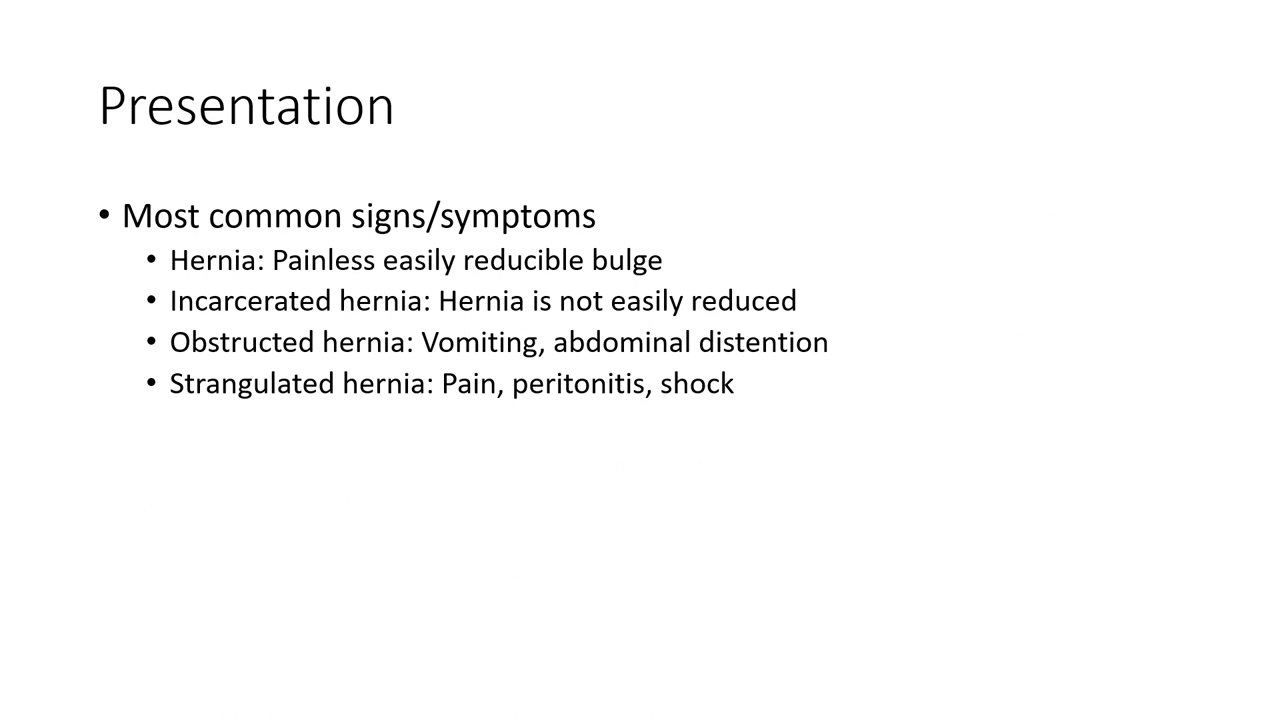 Presentation
• Most common signs/symptoms
• Hernia: Painless easily reducible bulge
• Incarcerated hernia: Hernia is not easily reduced
• Obstructed hernia: Vomiting, abdominal distention
• Strangulated hernia: Pain, peritonitis, shock